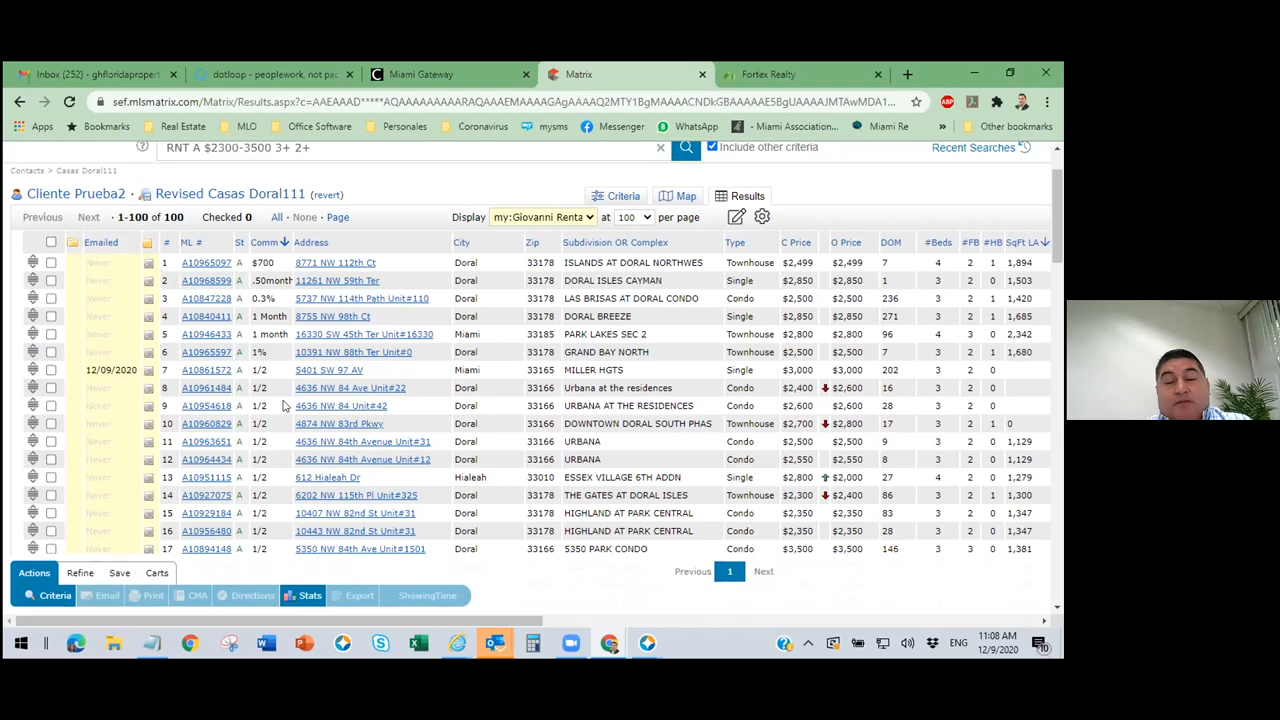 Inbox (252) - ghfloridapropert
dotloop - peoplework, not pa
Miami Gateway
Matrix
Fortex Realty
sef.mlsmatrix.com/Matrix/Results.aspx?c=
Apps Bookmarks Real Estate MLO Office Software Personales Coronavirus mysms Messenger WhatsApp - Miami Association... Miami Re » Other bookmarks
RNT A $2300-3500 3+ 2+
Include other criteria
Recent Searches
Contacts > Casas Doral111
Cliente Prueba2 > Revised Casas Doral111 (revert)
Criteria Map Results
Previous Next · 1-100 of 100 Checked 0 All · None · Page Display my:Giovanni Renta at 100 per page
Emailed # ML # St Comm Address City Zip Subdivision OR Complex Type C Price O Price DOM #Beds #FB #HB SqFt LA
Never 1 A10965097 A $700 8771 NW 112th Ct Doral 33178 ISLANDS AT DORAL NORTHWES Townhouse $2,499 $2,499 7 4 2 1 1,894
Never 2 A10968599 A .50month 11261 NW 59th Ter Doral 33178 DORAL ISLES CAYMAN Single $2,850 $2,850 1 3 2 0 1,503
Never 3 A10847228 A 0.3% 5737 NW 114th Path Unit#110 Doral 33178 LAS BRISAS AT DORAL CONDO Condo $2,500 $2,500 236 3 2 1 1,420
Never 4 A10840411 A 1 Month 8755 NW 98th Ct Doral 33178 DORAL BREEZE Condo $2,500 $2,500 271 3 2 1 1,685
Never 5 A10946433 A 1 month 16330 SW 45th Ter Unit#16330 Miami 33185 PARK LAKES SEC 2 Townhouse $2,800 $2,800 96 4 3 0 2,342
Never 6 A10965597 A 1% 10391 NW 88th Ter Unit#0 Doral 33178 GRAND BAY NORTH Townhouse $2,500 $2,500 7 3 2 1 1,680
12/09/2020 7 A10861572 A 1/2 5401 SW 97 AV Miami 33165 MILLER HGTS Single $3,000 $3,000 202 3 2 0
Never 8 A10961484 A 1/2 4636 NW 84 Ave Unit#22 Doral 33166 Urbana at the residences Condo $2,400 $2,600 16 3 2 0
Never 9 A10954618 A 1/2 4636 NW 84 Unit#42 Doral 33166 URBANA AT THE RESIDENCES Condo $2,600 $2,600 28 3 2 0
Never 10 A10960829 A 1/2 4874 NW 83rd Pkwy Doral 33166 DOWNTOWN DORAL SOUTH PHAS Condo $2,700 $2,800 17 3 2 1 0
Never 11 A10963651 A 1/2 4636 NW 84th Avenue Unit#31 Doral 33166 URBANA Condo $2,500 $2,500 9 3 2 0 1,129
Never 12 A10964434 A 1/2 4636 NW 84th Avenue Unit#12 Doral 33166 URBANA Condo $2,550 $2,550 8 3 2 0 1,129
Never 13 A10951115 A 1/2 612 Hialeah Dr Hialeah 33010 ESSEX VILLAGE 6TH ADDN Single $2,800 $2,000 27 4 2 0 1,279
Never 14 A10927075 A 1/2 6202 NW 115th Pl Unit#325 Doral 33178 THE GATES AT DORAL ISLES Townhouse $2,300 $2,400 86 3 2 1 1,300
Never 15 A10929184 A 1/2 10407 NW 82nd St Unit#31 Doral 33178 HIGHLAND AT PARK CENTRAL Condo $2,350 $2,350 83 3 2 0 1,347
Never 16 A10956480 A 1/2 10443 NW 82nd St Unit#31 Doral 33178 HIGHLAND AT PARK CENTRAL Condo $2,350 $2,350 28 3 2 0 1,347
Never 17 A10894148 A 1/2 5350 NW 84th Ave Unit#1501 Doral 33166 5350 PARK CONDO Condo $3,500 $3,500 146 3 3 0 1,381
Actions Refine Save Carts Previous 1 Next
Criteria Email Print CMA Directions Stats Export ShowingTime
ENG
11:08 AM
12/9/2020
10